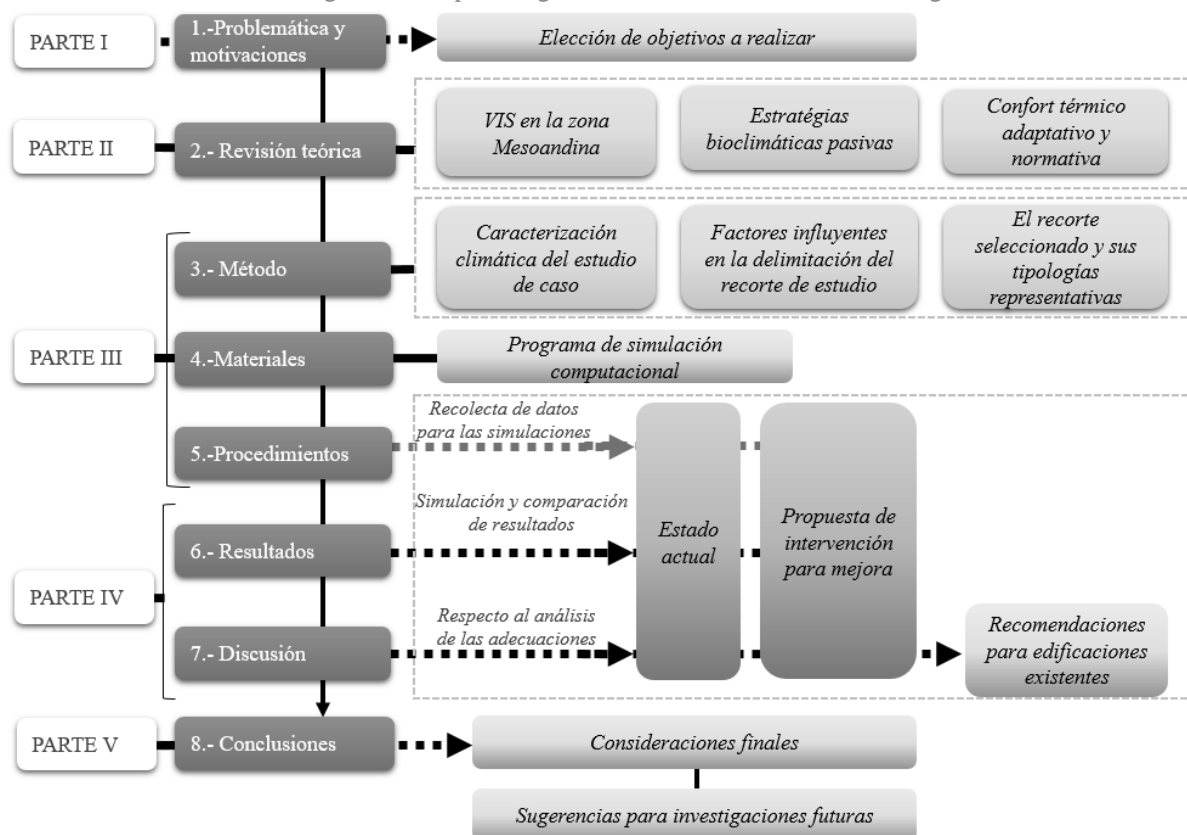 PARTE I
1.-Problemática y
motivaciones
Elección de objetivos a realizar
PARTE II
2.- Revisión teórica
VIS en la zona
Mesoandina
Estratégias
bioclimáticas pasivas
Confort térmico
adaptativo y
normativa
PARTE III
3.- Método
Caracterización
climática del estudio
de caso
Factores influyentes
en la delimitación del
recorte de estudio
El recorte
seleccionado y sus
tipologías
representativas
4.-Materiales
Programa de simulación
computacional
5.-Procedimientos
Recolecta de datos
para las simulaciones
PARTE IV
6.- Resultados
Simulación y comparación
de resultados
Estado
actual
Propuesta de
intervención
para mejora
7.- Discusión
Respecto al análisis
de las adecuaciones
Recomendaciones
para edificaciones
existentes
PARTE V
8.- Conclusiones
Consideraciones finales
Sugerencias para investigaciones futuras